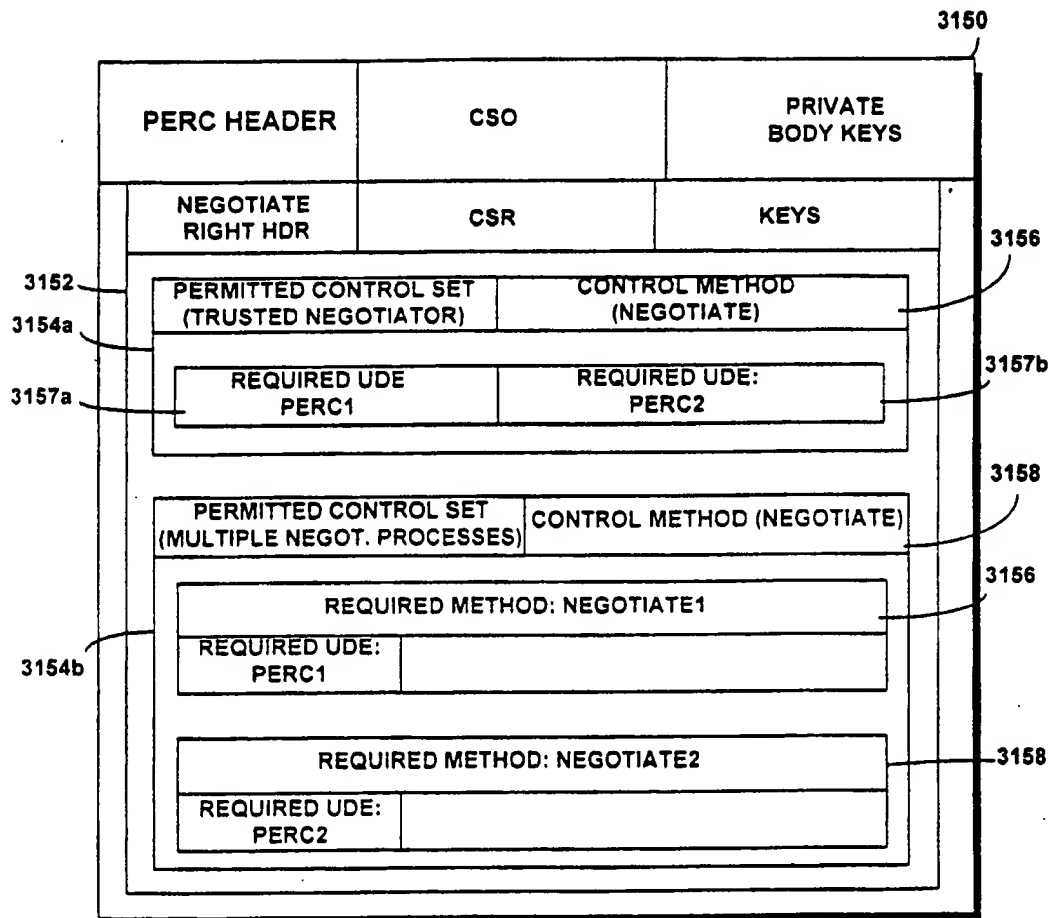 3150
PERC HEADER
CSO
PRIVATE
BODY KEYS
NEGOTIATE
RIGHT HDR
CSR
KEYS
3156
3152
PERMITTED CONTROL SET
(TRUSTED NEGOTIATOR)
CONTROL METHOD
(NEGOTIATE)
3154a
3157a
REQUIRED UDE
PERC1
REQUIRED UDE:
PERC2
3157b
3158
PERMITTED CONTROL SET
(MULTIPLE NEGOT. PROCESSES)
CONTROL METHOD (NEGOTIATE)
3156
REQUIRED METHOD: NEGOTIATE1
3154b
REQUIRED UDE:
PERC1
REQUIRED METHOD: NEGOTIATE2
3158
REQUIRED UDE:
PERC2